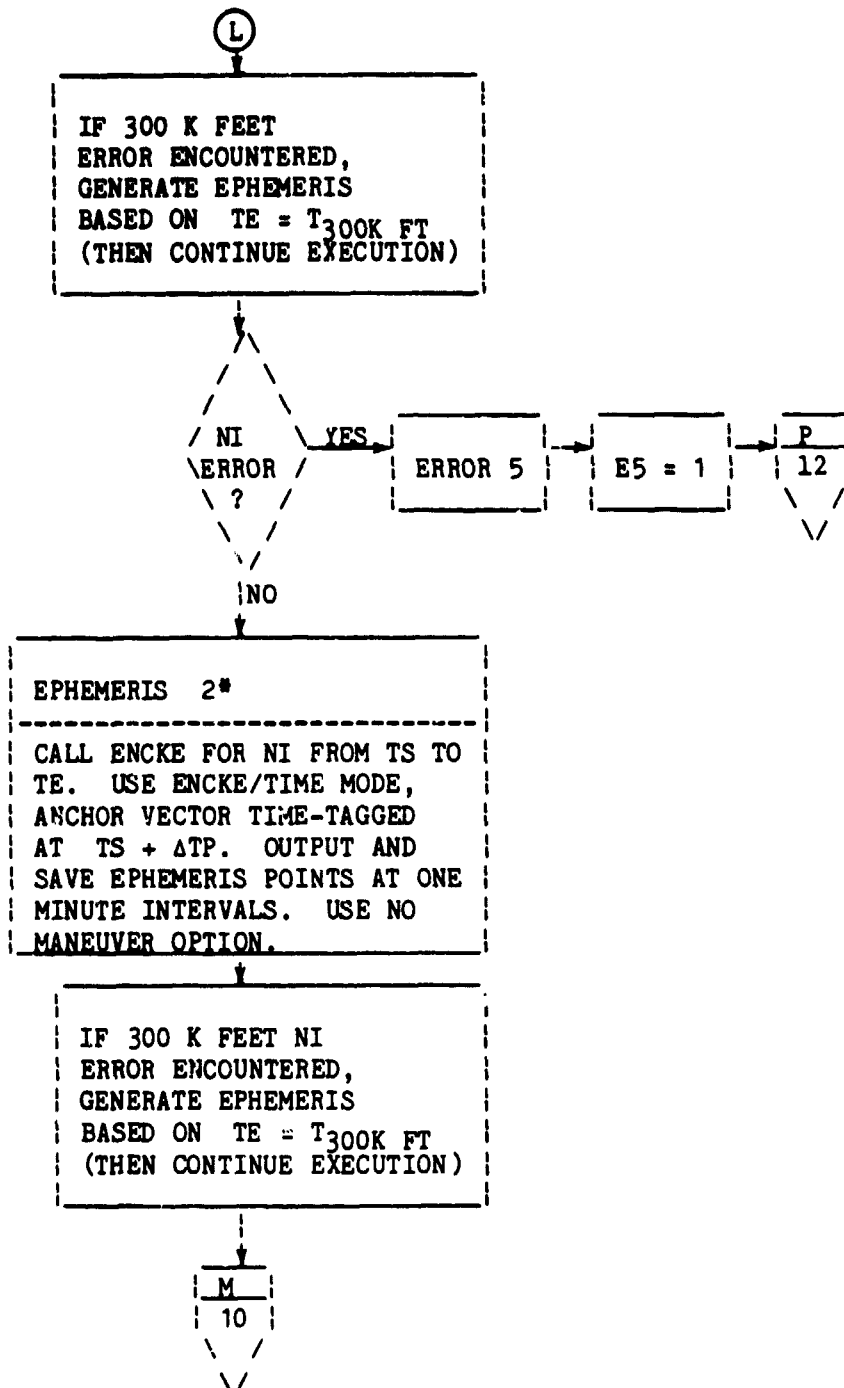 L
IF 300 K FEET
ERROR ENCOUNTERED,
GENERATE EPHEMERIS
BASED ON TE = T300K FT
(THEN CONTINUE EXECUTION)
NI
ERROR
?
YES
ERROR 5
E5 = 1
P
12
NO
EPHEMERIS 2*
CALL ENCKE FOR NI FROM TS TO
TE. USE ENCKE/TIME MODE,
ANCHOR VECTOR TIME-TAGGED
AT TS + ΔTP. OUTPUT AND
SAVE EPHEMERIS POINTS AT ONE
MINUTE INTERVALS. USE NO
MANEUVER OPTION.
IF 300 K FEET NI
ERROR ENCOUNTERED,
GENERATE EPHEMERIS
BASED ON TE = T300K FT
(THEN CONTINUE EXECUTION)
M
10